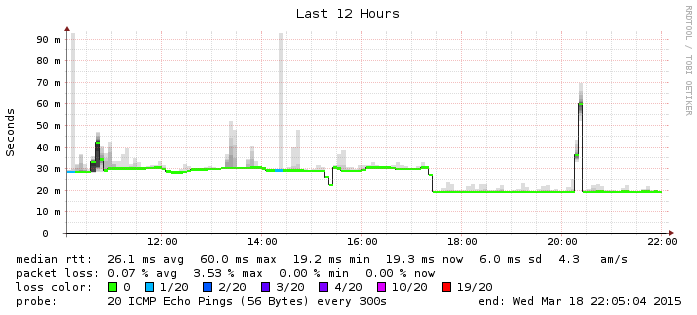 Last 12 Hours
RRDTOOL / TOBI OETIKER
Seconds
90 m
80 m
70 m
60 m
50 m
40 m
30 m
20 m
10 m
0
12:00 14:00 16:00 18:00 20:00 22:00
median rtt: 26.1 ms avg 60.0 ms max 19.2 ms min 19.3 ms now 6.0 ms sd 4.3 am/s
packet loss: 0.07 % avg 3.53 % max 0.00 % min 0.00 % now
loss color: 0 1/20 2/20 3/20 4/20 10/20 19/20
probe: 20 ICMP Echo Pings (56 Bytes) every 300s end: Wed Mar 18 22:05:04 2015